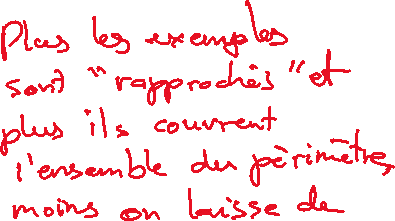 Plus les exemples
sont "rapprochés" et
plus ils couvrent
l'ensemble du périmètre,
moins on laisse de